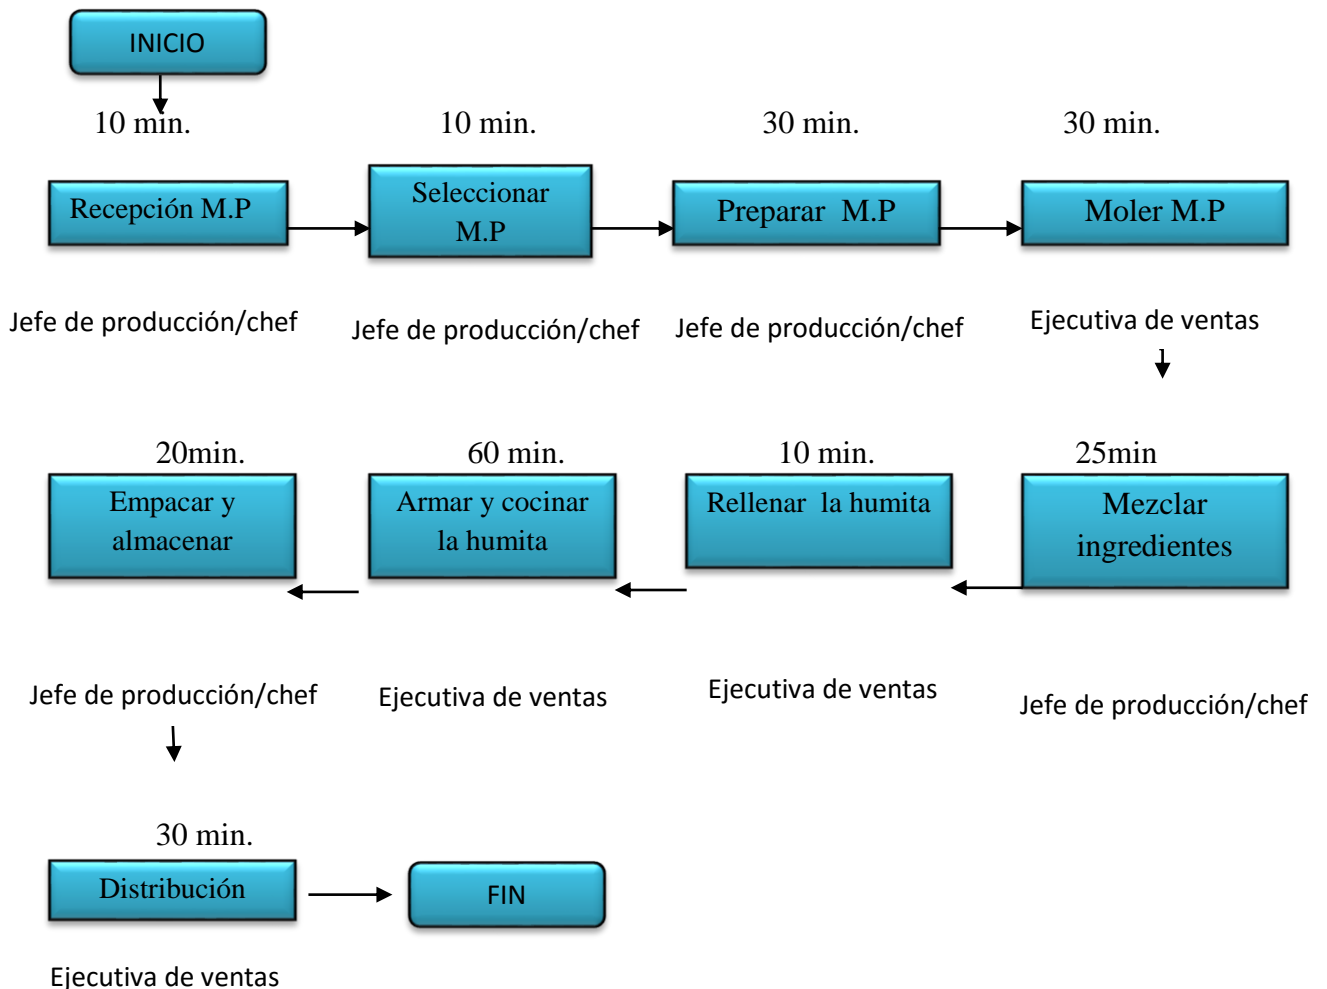 INICIO
10 min.
10 min.
30 min.
30 min.
Recepción M.P
Seleccionar
M.P
Preparar M.P
Moler M.P
Jefe de producción/chef
Jefe de producción/chef
Jefe de producción/chef
Ejecutiva de ventas
20min.
60 min.
10 min.
25min
Empacar y
almacenar
Armar y cocinar
la humita
Rellenar la humita
Mezclar
ingredientes
Jefe de producción/chef
Ejecutiva de ventas
Ejecutiva de ventas
Jefe de producción/chef
30 min.
Distribución
FIN
Ejecutiva de ventas